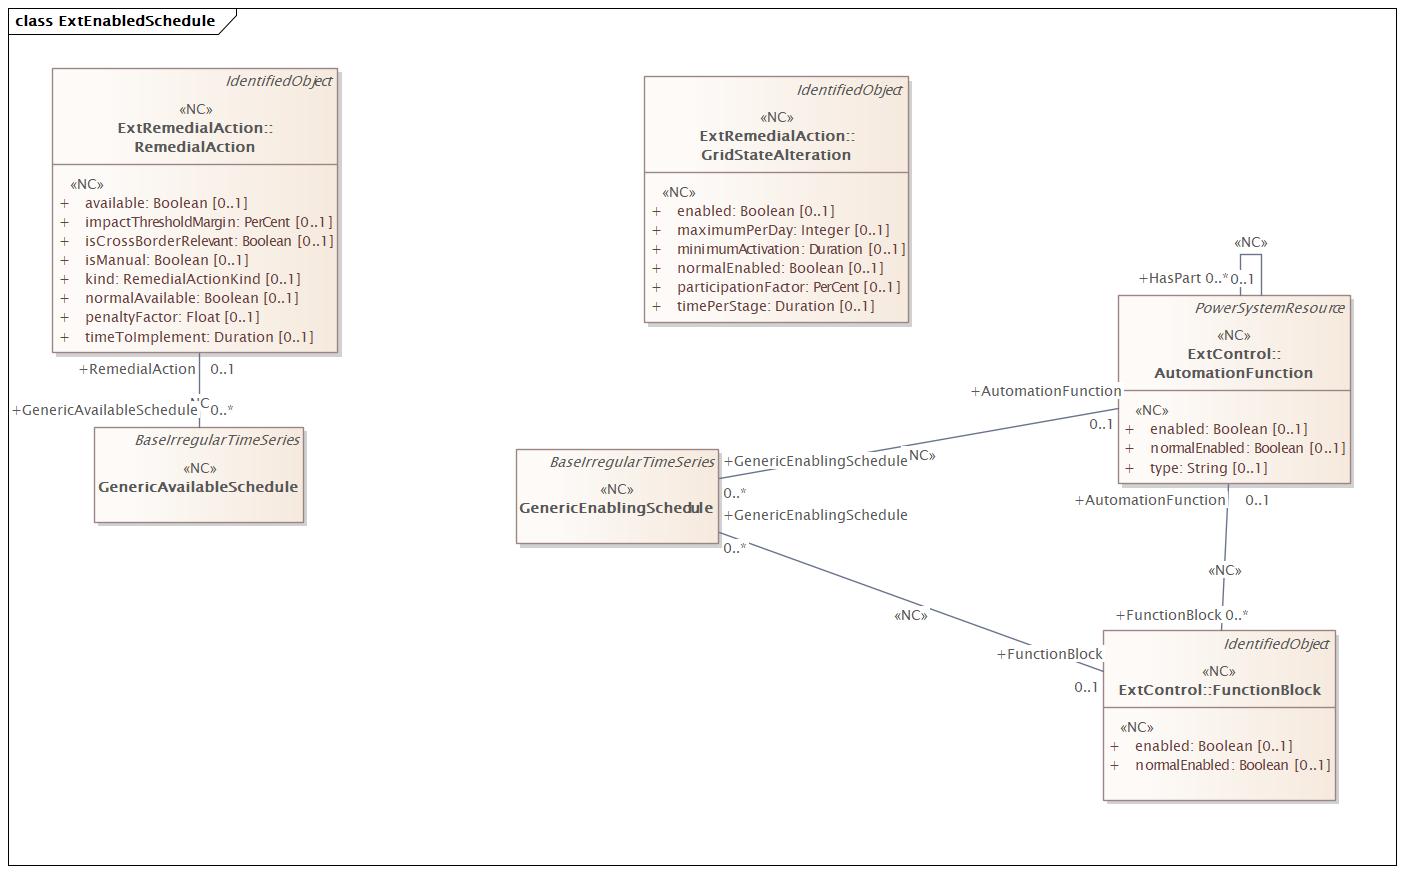 class ExtEnabledSchedule
IdentifiedObject
«NC»
ExtRemedialAction::
RemedialAction
«NC»
+ available: Boolean [0..1]
+ impactThresholdMargin: PerCent [0..1]
+ isCrossBorderRelevant: Boolean [0..1]
+ isManual: Boolean [0..1]
+ kind: RemedialActionKind [0..1]
+ normalAvailable: Boolean [0..1]
+ penaltyFactor: Float [0..1]
+ timeToImplement: Duration [0..1]
+RemedialAction 0..1
NC
+GenericAvailableSchedule 0..*
BaseIrregularTimeSeries
«NC»
GenericAvailableSchedule
IdentifiedObject
«NC»
ExtRemedialAction::
GridStateAlteration
«NC»
+ enabled: Boolean [0..1]
+ maximumPerDay: Integer [0..1]
+ minimumActivation: Duration [0..1]
+ normalEnabled: Boolean [0..1]
+ participationFactor: PerCent [0..1]
+ timePerStage: Duration [0..1]
«NC»
+HasPart 0..* 0..1
PowerSystemResource
«NC»
ExtControl::
AutomationFunction
«NC»
+ enabled: Boolean [0..1]
+ normalEnabled: Boolean [0..1]
+ type: String [0..1]
+AutomationFunction
0..1
+GenericEnablingSchedule NC»
0..*
BaseIrregularTimeSeries
«NC»
GenericEnablingSchedule
+GenericEnablingSchedule
0..*
«NC»
+FunctionBlock
0..1
+AutomationFunction 0..1
«NC»
+FunctionBlock 0..*
IdentifiedObject
«NC»
ExtControl::FunctionBlock
«NC»
+ enabled: Boolean [0..1]
+ normalEnabled: Boolean [0..1]